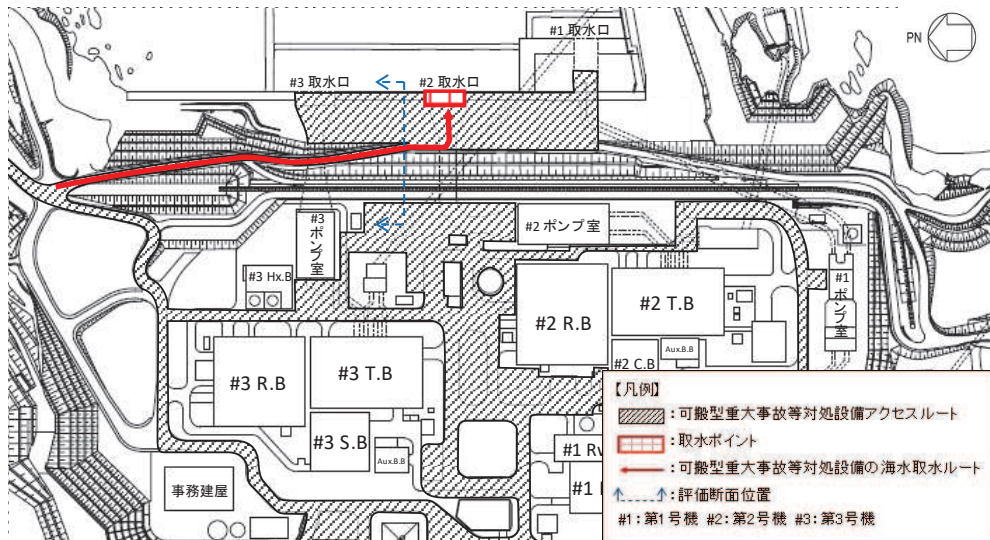 #1 取水口
PN
#3 取水口
#2 取水口
#3
ポンプ室
#2 ポンプ室
#3 Hx.B
#1
ポンプ室
#2 R.B
#2 T.B
#3 R.B
#3 T.B
#2 C.B
Aux.B.B
#3 S.B
Aux.B.B
#1 Rw
#1
事務建屋
【凡例】
:可搬型重大事故等対処設備アクセスルート
:取水ポイント
:可搬型重大事故等対処設備の海水取水ルート
:評価断面位置
#1:第1号機 #2:第2号機 #3:第3号機